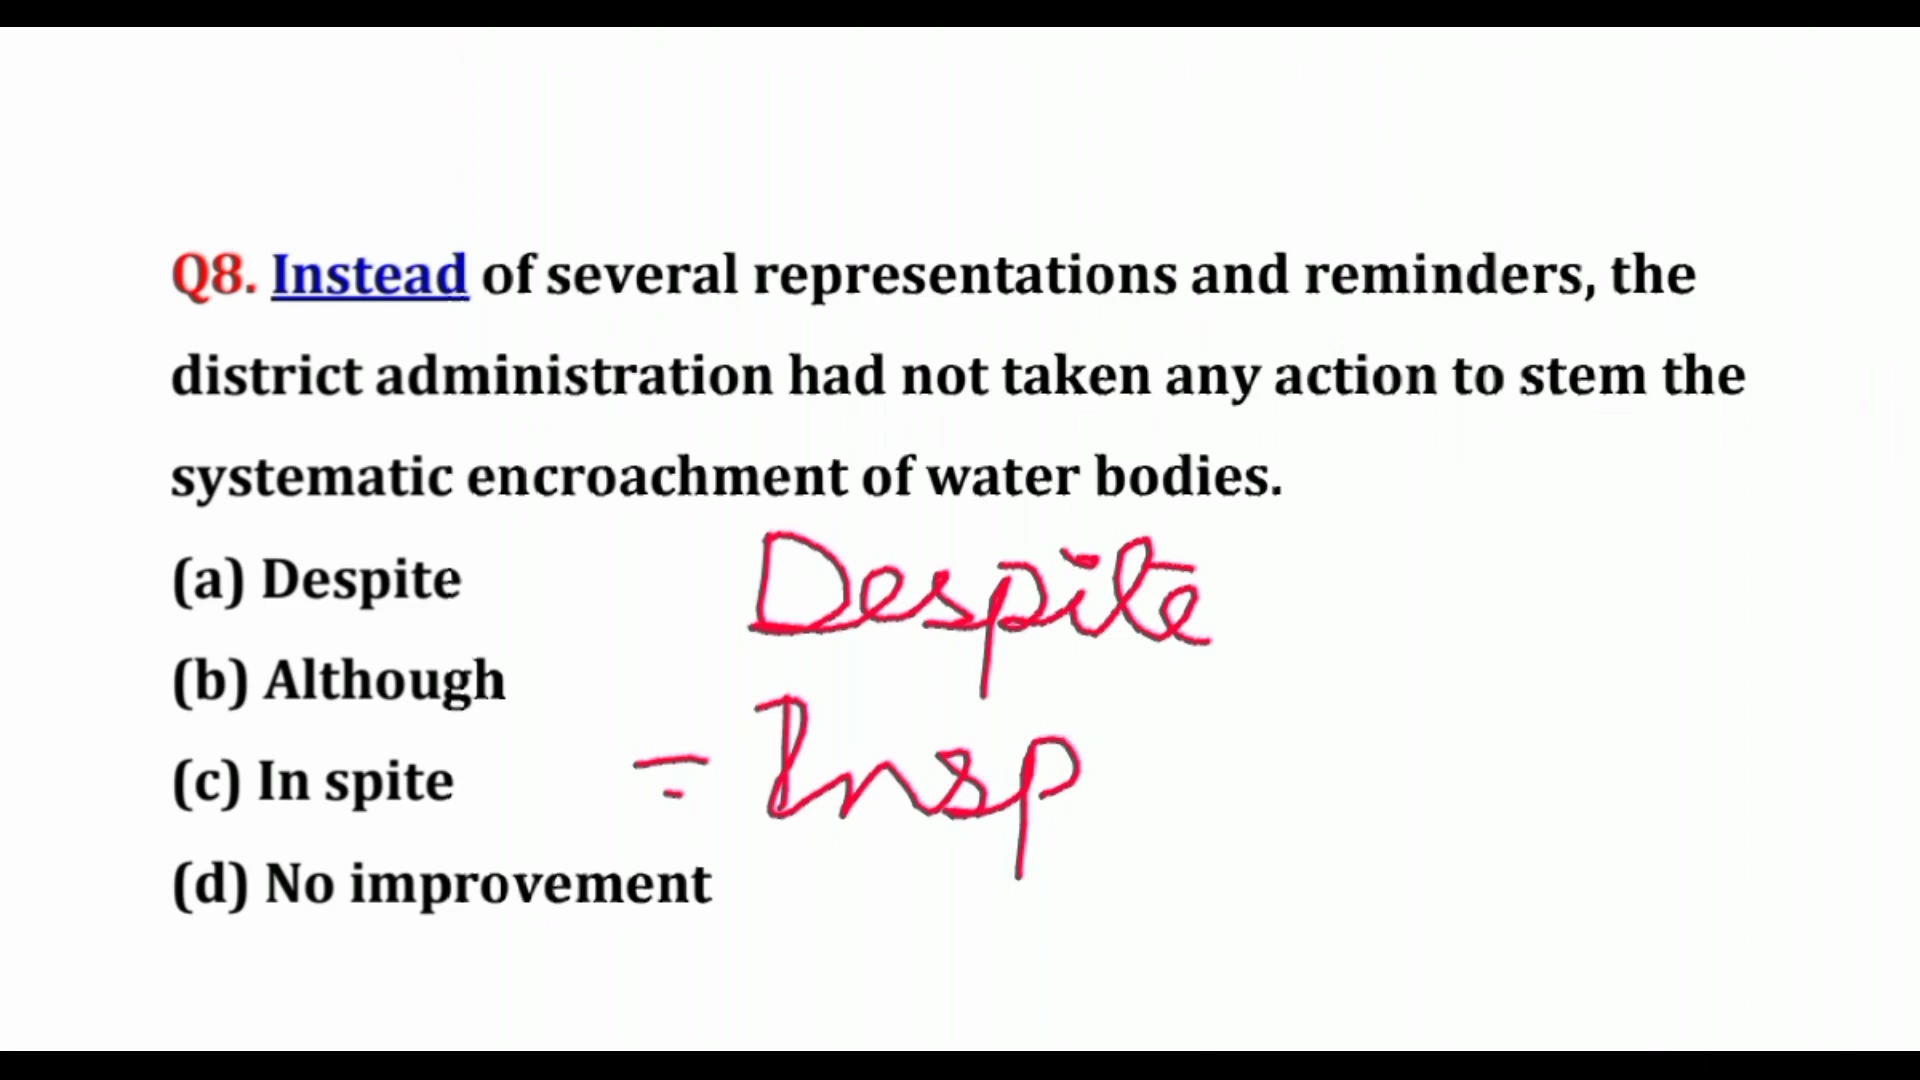 Q8. Instead of several representations and reminders, the
district administration had not taken any action to stem the
systematic encroachment of water bodies.
(a) Despite
Despite
(b) Although
(c) In spite
= Insp
(d) No improvement